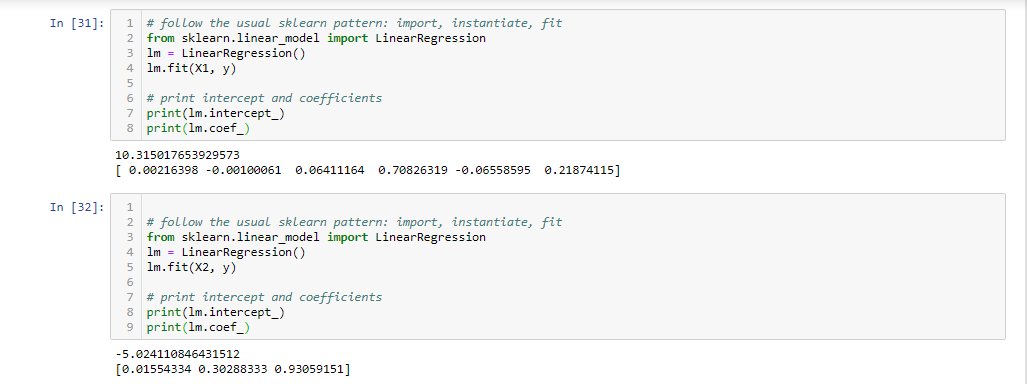 In [31]:
1 # follow the usual sklearn pattern: import, instantiate, fit
2 from sklearn.linear_model import LinearRegression
3 lm = LinearRegression()
4 lm.fit(X1, y)
5
6 # print intercept and coefficients
7 print(lm.intercept_)
8 print(lm.coef_)
10.315017653929573
[ 0.00216398 -0.00100061  0.06411164  0.70826319 -0.06558595  0.21874115]
In [32]:
1
2 # follow the usual sklearn pattern: import, instantiate, fit
3 from sklearn.linear_model import LinearRegression
4 lm = LinearRegression()
5 lm.fit(X2, y)
6
7 # print intercept and coefficients
8 print(lm.intercept_)
9 print(lm.coef_)
-5.024110846431512
[0.01554334 0.30288333 0.93059151]